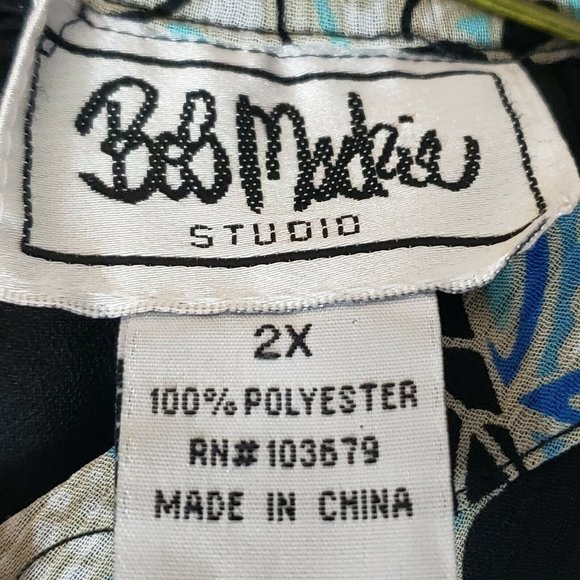 Bob Mackie
STUDIO
2X
100% POLYESTER
RN# 103679
MADE IN CHINA